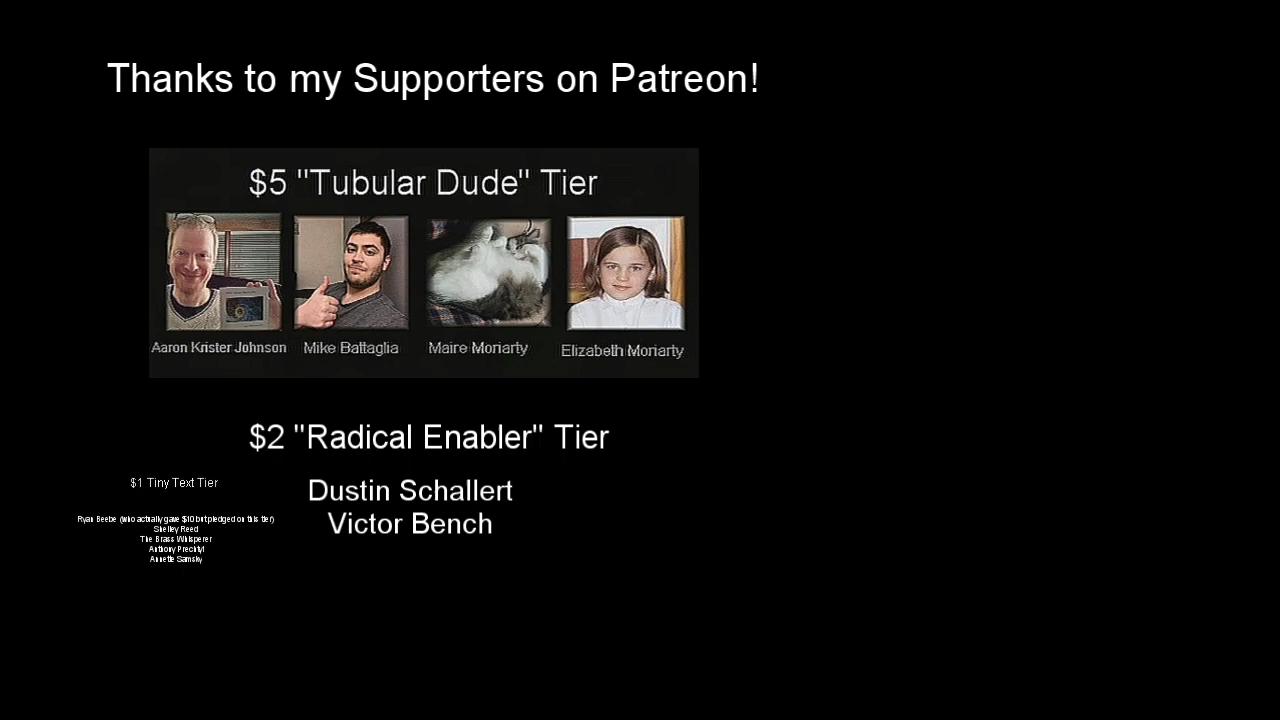 Thanks to my Supporters on Patreon!
$5 "Tubular Dude" Tier
Aaron Krister Johnson
Mike Battaglia
Maire Moriarty
Elizabeth Moriarty
$2 "Radical Enabler" Tier
Dustin Schallert
Victor Bench
$1 Tiny Text Tier
Ryan Beebe (who actually gave $10 but pledged on this tier)
Shelley Reed
The Brass Whisperer
Anthony Prechtyl
Annette Samsky